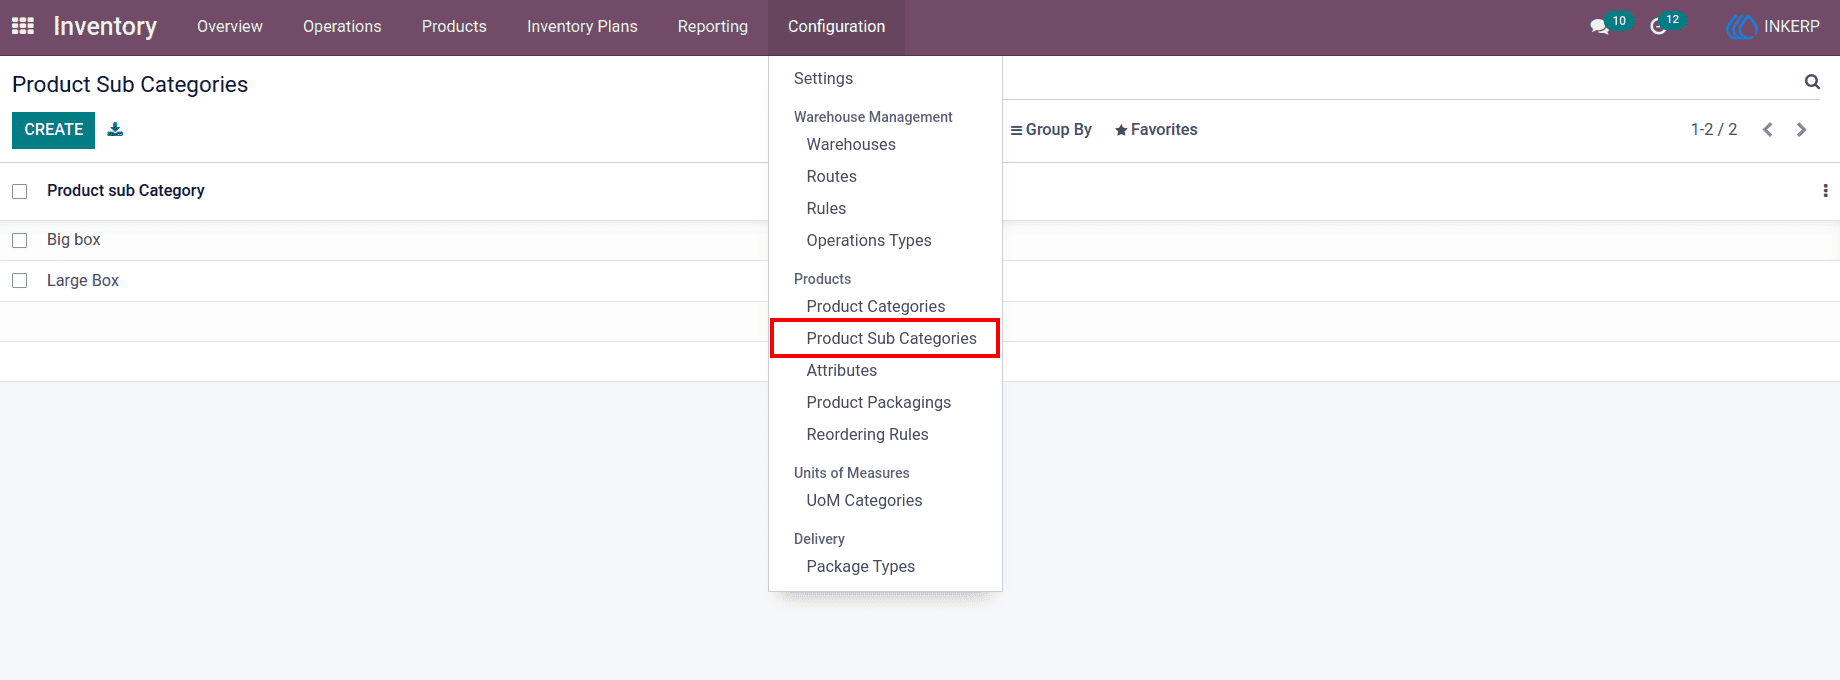 Inventory Overview Operations Products Inventory Plans Reporting Configuration 10 12 INKERP
Product Sub Categories
CREATE
Group By Favorites 1-2 / 2
Product sub Category
Big box
Large Box
Settings
Warehouse Management
Warehouses
Routes
Rules
Operations Types
Products
Product Categories
Product Sub Categories
Attributes
Product Packagings
Reordering Rules
Units of Measures
UoM Categories
Delivery
Package Types